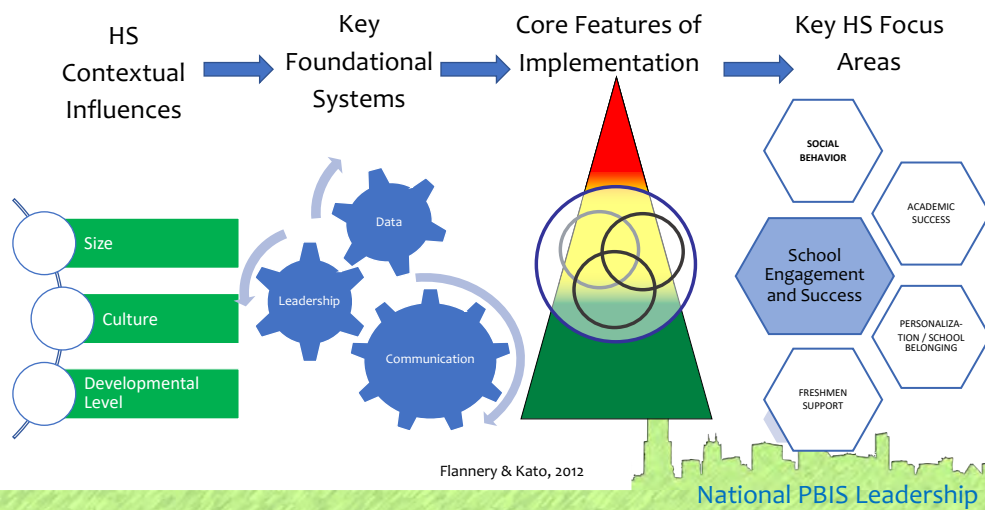 HS
Contextual
Influences
Key
Foundational
Systems
Core Features of
Implementation
Key HS Focus
Areas
Size
Culture
Developmental
Level
Data
Leadership
Communication
SOCIAL
BEHAVIOR
ACADEMIC
SUCCESS
School
Engagement
and Success
PERSONALIZA-
TION / SCHOOL
BELONGING
FRESHMEN
SUPPORT
Flannery & Kato, 2012
National PBIS Leadership